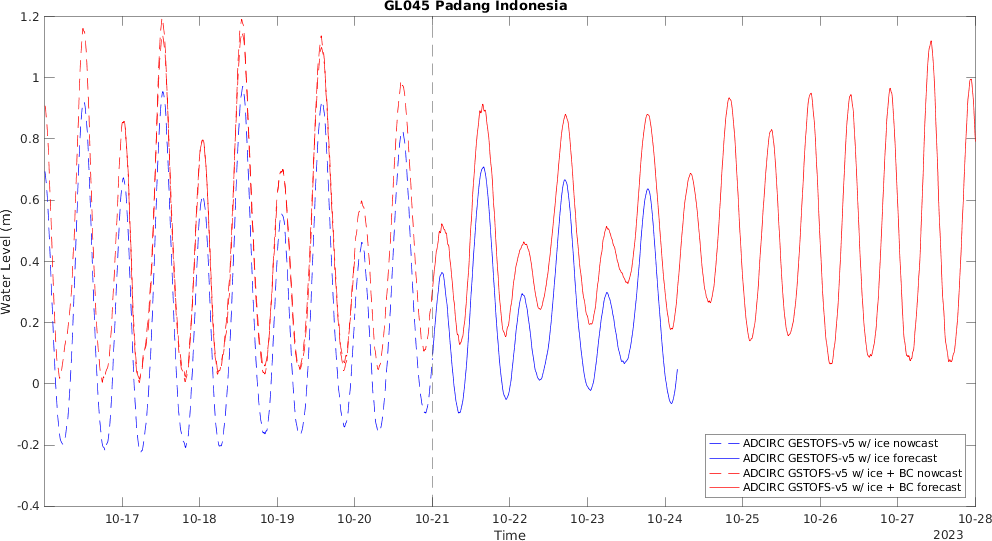 GL045 Padang Indonesia
1.2
1
0.8
0.6
0.4
0.2
0
-0.2
-0.4
Water Level (m)
10-17 10-18 10-19 10-20 10-21 10-22 10-23 10-24 10-25 10-26 10-27 10-28
Time
2023
ADCIRC GESTOFS-v5 w/ ice nowcast
ADCIRC GESTOFS-v5 w/ ice forecast
ADCIRC GSTOFS-v5 w/ ice + BC nowcast
ADCIRC GSTOFS-v5 w/ ice + BC forecast